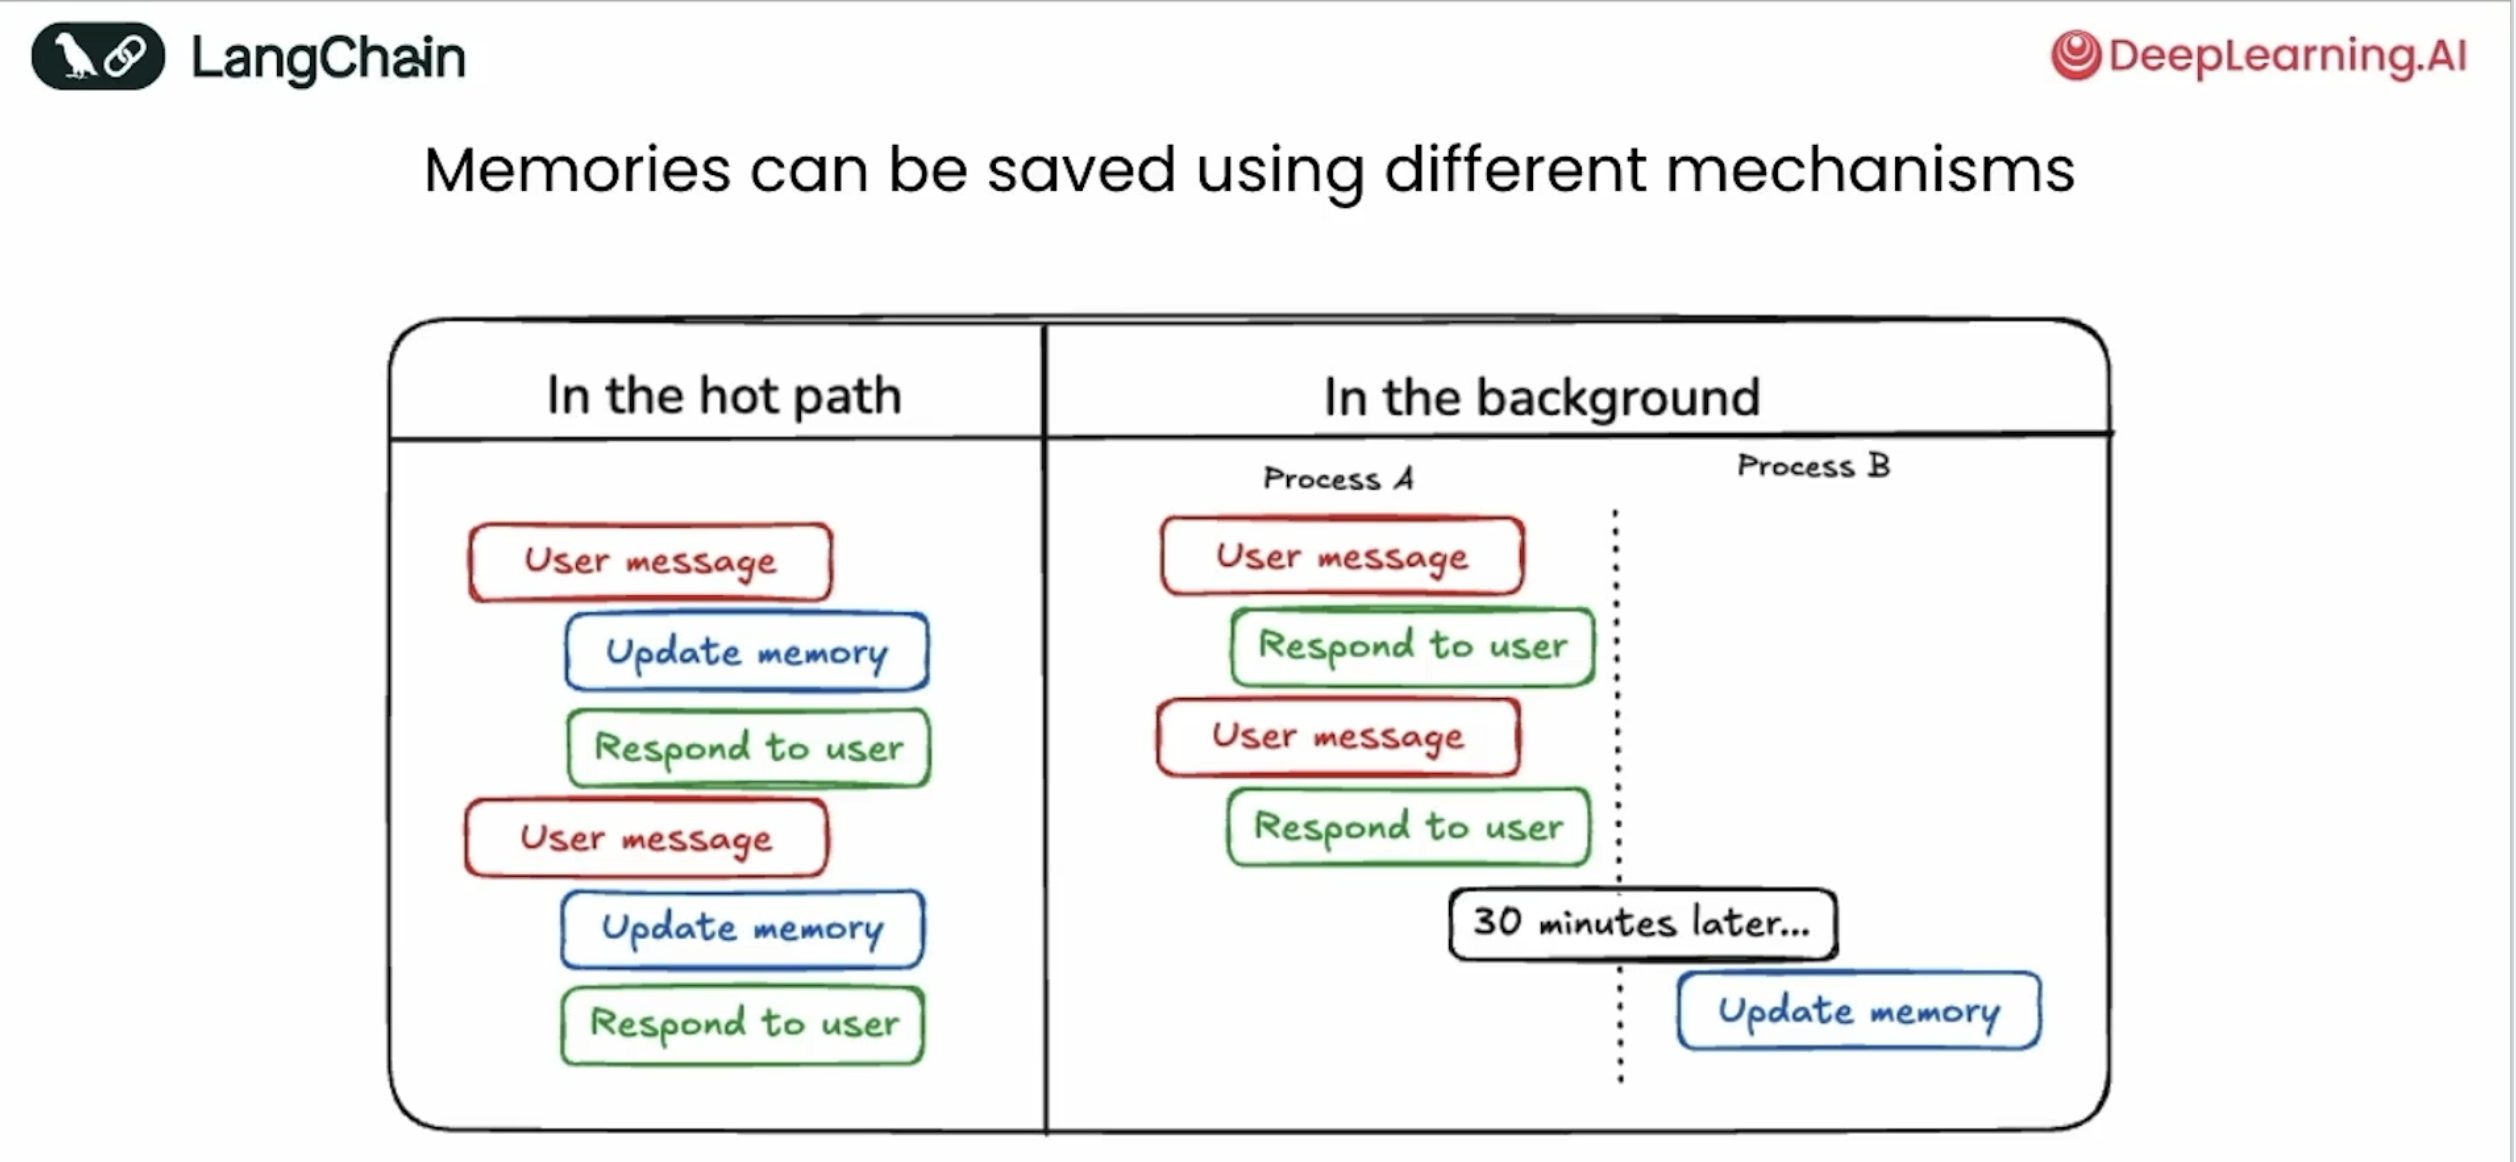 LangChain
DeepLearning.AI
Memories can be saved using different mechanisms
In the hot path
User message
Update memory
Respond to user
User message
Update memory
Respond to user
In the background
Process A
Process B
User message
Respond to user
User message
Respond to user
30 minutes later...
Update memory